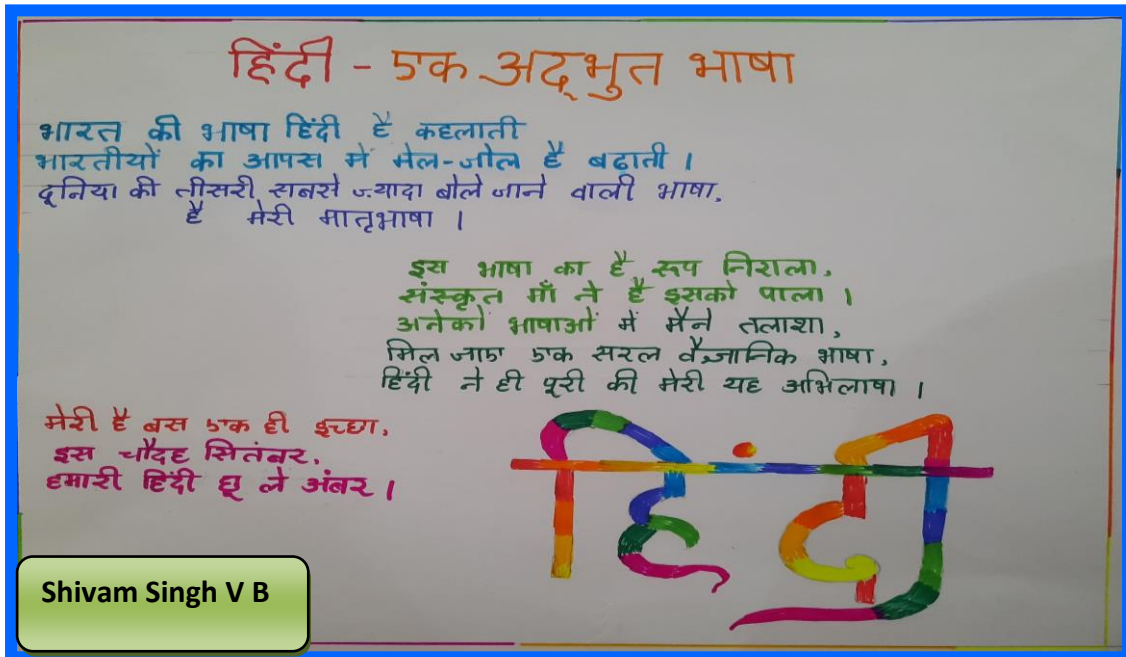 हिंदी - एक अद्‌भुत भाषा
भारत की भाषा हिंदी है कहलाती
भारतीयों का आपस में मेल-जोल है बढ़ाती ।
दूनिया की तीसरी सबसे ज्यादा बोले जाने वाली भाषा,
है मेरी मातृभाषा ।
इस भाषा का है रूप निराला,
संस्कृत माँ ने है इसको पाला ।
अनेकों भाषाओं में मैने तलाशा,
मिल जाए एक सरल वैज्ञानिक भाषा,
हिंदी ने ही पूरी की मेरी यह अभिलाषा ।
मेरी है बस एक ही इच्छा,
इस चौदह सितंबर,
हमारी हिंदी छू ले अंबर ।
हिंदी
Shivam Singh V B